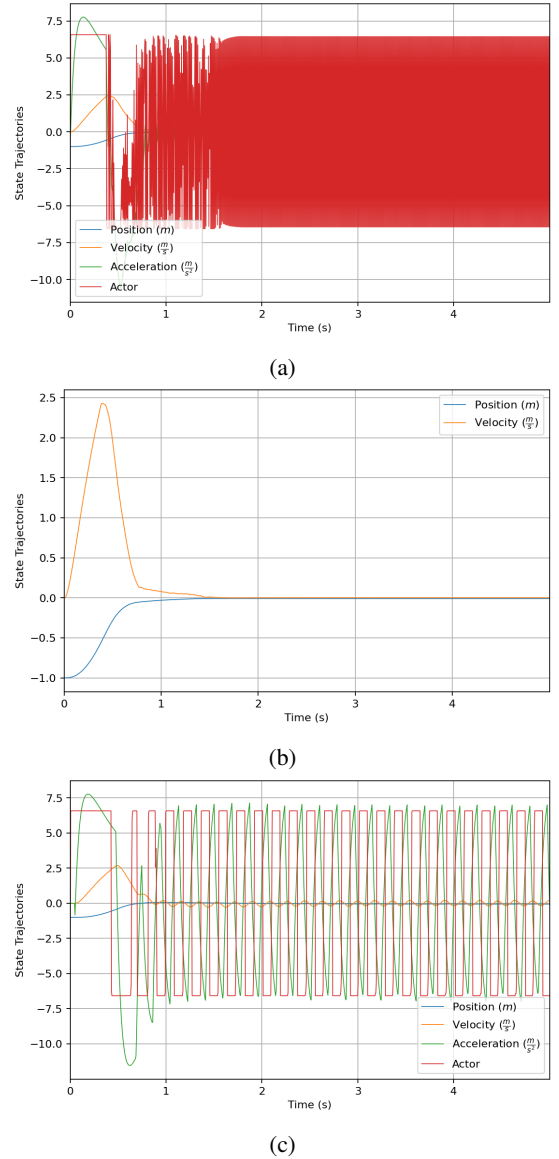 7.5
5.0
2.5
0.0
−2.5
−5.0
−7.5
−10.0
State Trajectories
Position (m)
Velocity (m/s)
Acceleration (m/s²)
Actor
0
1
2
3
4
Time (s)
(a)
2.5
2.0
1.5
1.0
0.5
0.0
−0.5
−1.0
State Trajectories
Position (m)
Velocity (m/s)
0
1
2
3
4
Time (s)
(b)
7.5
5.0
2.5
0.0
−2.5
−5.0
−7.5
−10.0
State Trajectories
Position (m)
Velocity (m/s)
Acceleration (m/s²)
Actor
0
1
2
3
4
Time (s)
(c)